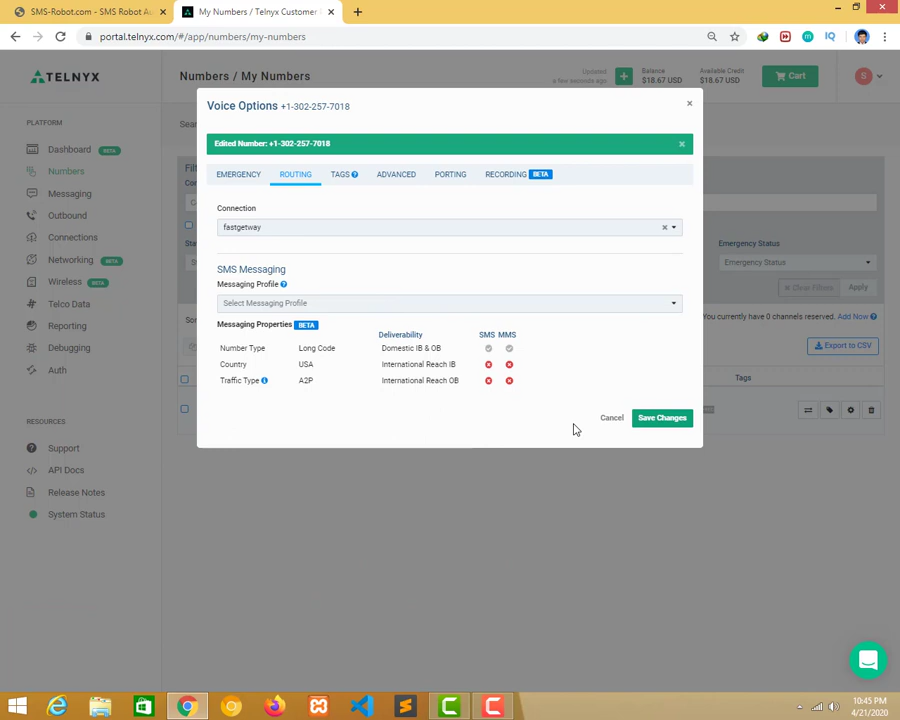 SMS-Robot.com - SMS Robot Au
My Numbers / Telnyx Customer
portal.telnyx.com/#/app/numbers/my-numbers
IQ
TELNYX
Numbers / My Numbers
Updated
a few seconds ago
Balance
$18.67 USD
Available Credit
$18.67 USD
Cart
S
PLATFORM
Dashboard BETA
Numbers
Messaging
Outbound
Connections
Networking BETA
Wireless BETA
Telco Data
Reporting
Debugging
Auth
RESOURCES
Support
API Docs
Release Notes
System Status
Voice Options +1-302-257-7018
Edited Number: +1-302-257-7018
EMERGENCY
ROUTING
TAGS
ADVANCED
PORTING
RECORDING BETA
Connection
fastgetway
SMS Messaging
Messaging Profile
Select Messaging Profile
Messaging Properties BETA
Deliverability SMS MMS
Number Type Long Code Domestic IB & OB
Country USA International Reach IB
Traffic Type A2P International Reach OB
Cancel
Save Changes
Emergency Status
Emergency Status
Clear Filters
Apply
You currently have 0 channels reserved. Add Now
Export to CSV
Tags
10:45 PM
4/21/2020